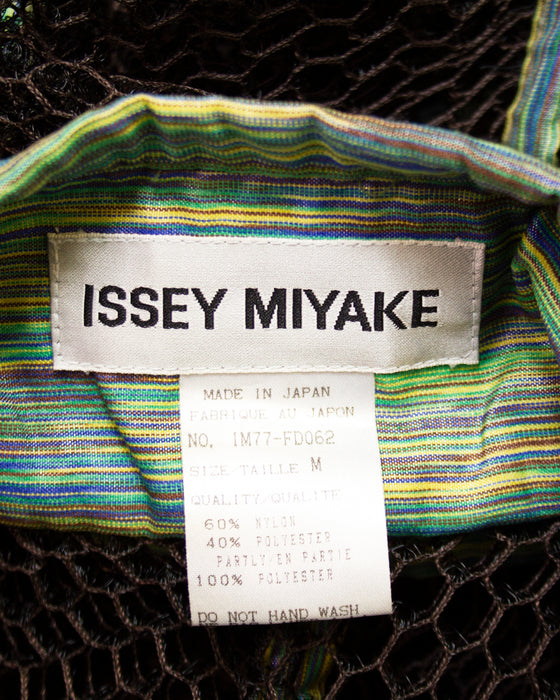 ISSEY MIYAKE
MADE IN JAPAN
FABRIQUE AU JAPON
NO. IM77-FD062
SIZE/TAILLE M
QUALITY/QUALITE
60% NYLON
40% POLYESTER
PARTLY/EN PARTIE
100% POLYESTER
DO NOT HAND WASH